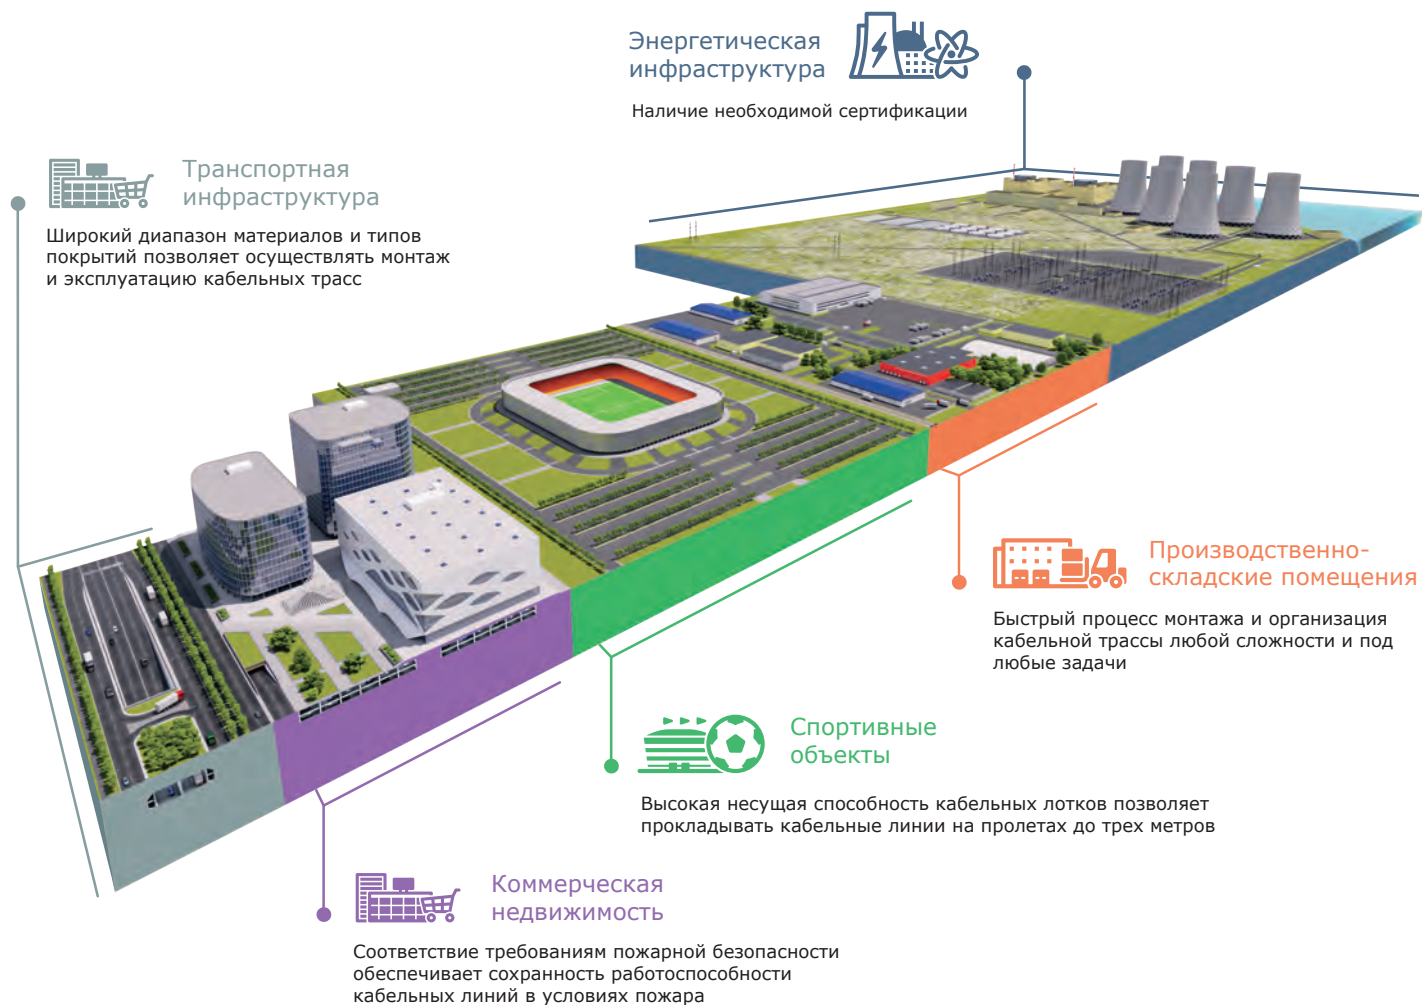 Энергетическая
инфраструктура
Наличие необходимой сертификации
Транспортная
инфраструктура
Широкий диапазон материалов и типов
покрытий позволяет осуществлять монтаж
и эксплуатацию кабельных трасс
Производственно-
складские помещения
Быстрый процесс монтажа и организация
кабельной трассы любой сложности и под
любые задачи
Спортивные
объекты
Высокая несущая способность кабельных лотков позволяет
прокладывать кабельные линии на пролетах до трех метров
Коммерческая
недвижимость
Соответствие требованиям пожарной безопасности
обеспечивает сохранность работоспособности
кабельных линий в условиях пожара